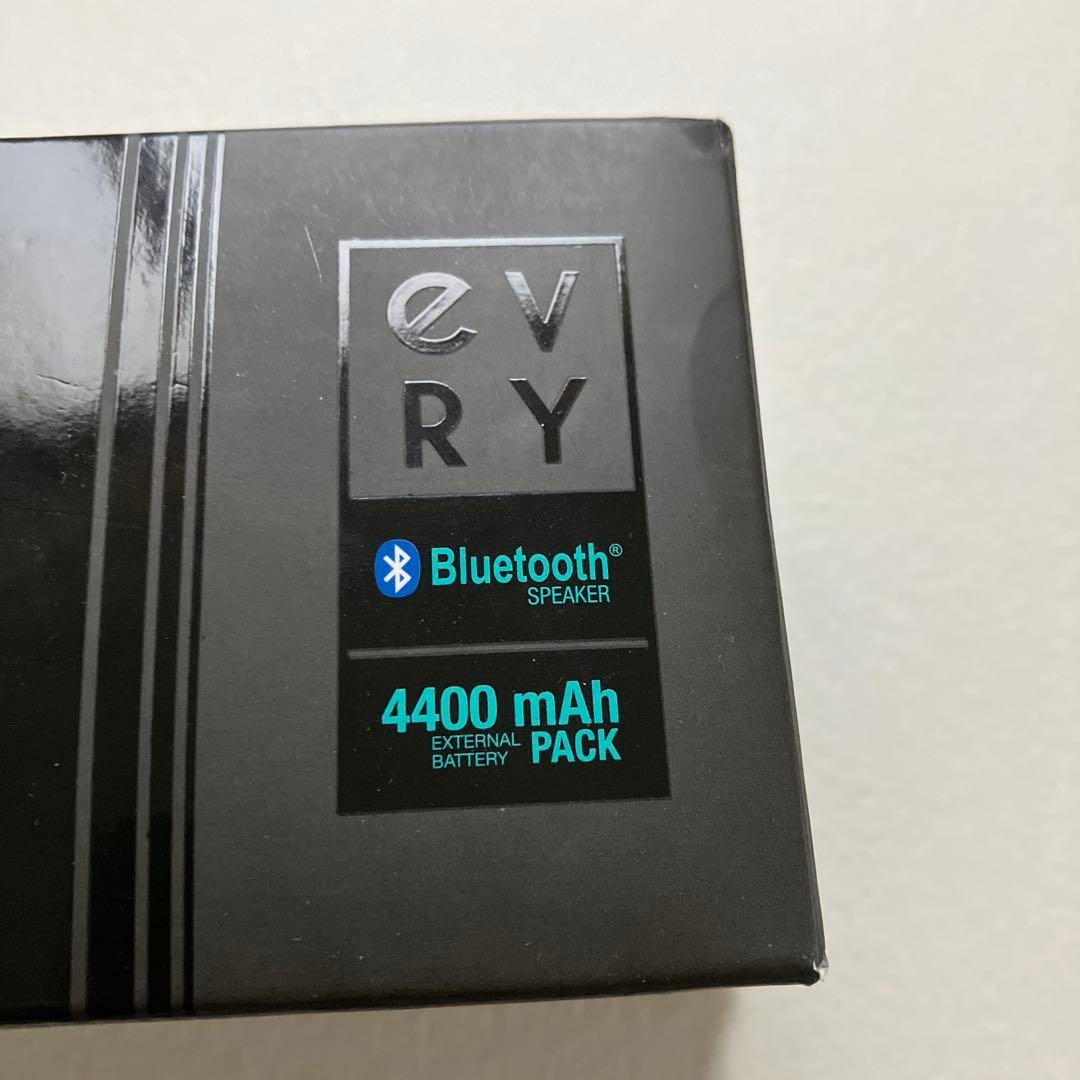 eV
RY
Bluetooth®
SPEAKER
4400 mAh
EXTERNAL
BATTERY PACK